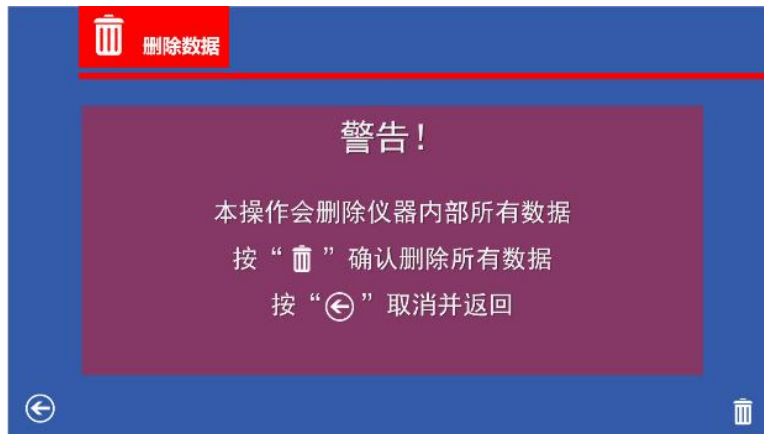 删除数据
警告！
本操作会删除仪器内部所有数据
按“ ”确认删除所有数据
按“ ”取消并返回